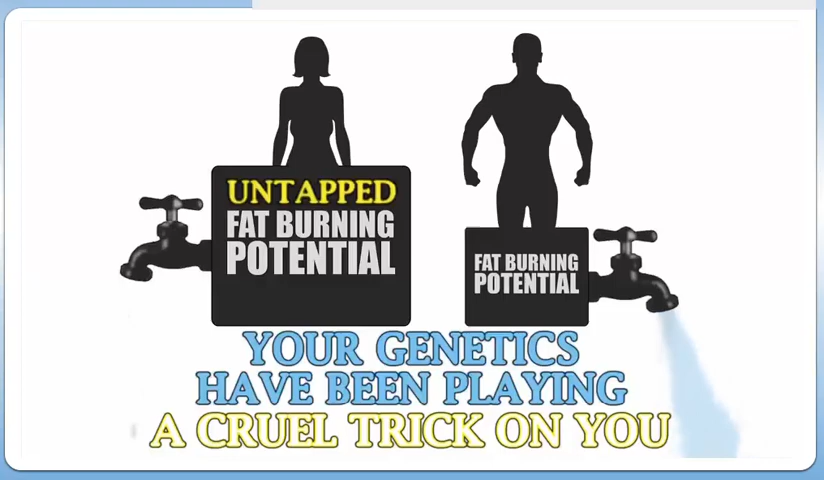 UNTAPPED
FAT BURNING
POTENTIAL
FAT BURNING
POTENTIAL
YOUR GENETICS
HAVE BEEN PLAYING
A CRUEL TRICK ON YOU